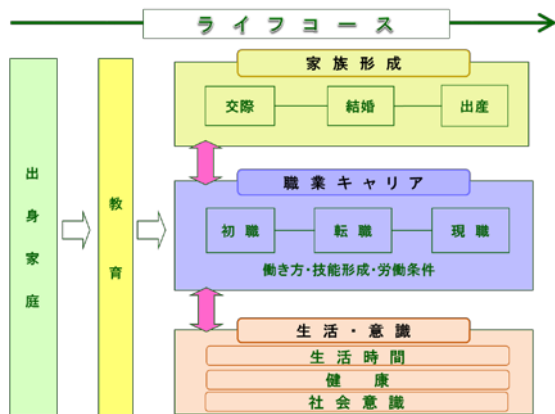 ライフコース
出身家庭
教育
家族形成
交際
結婚
出産
職業キャリア
初職
転職
現職
働き方・技能形成・労働条件
生活・意識
生活時間
健康
社会意識